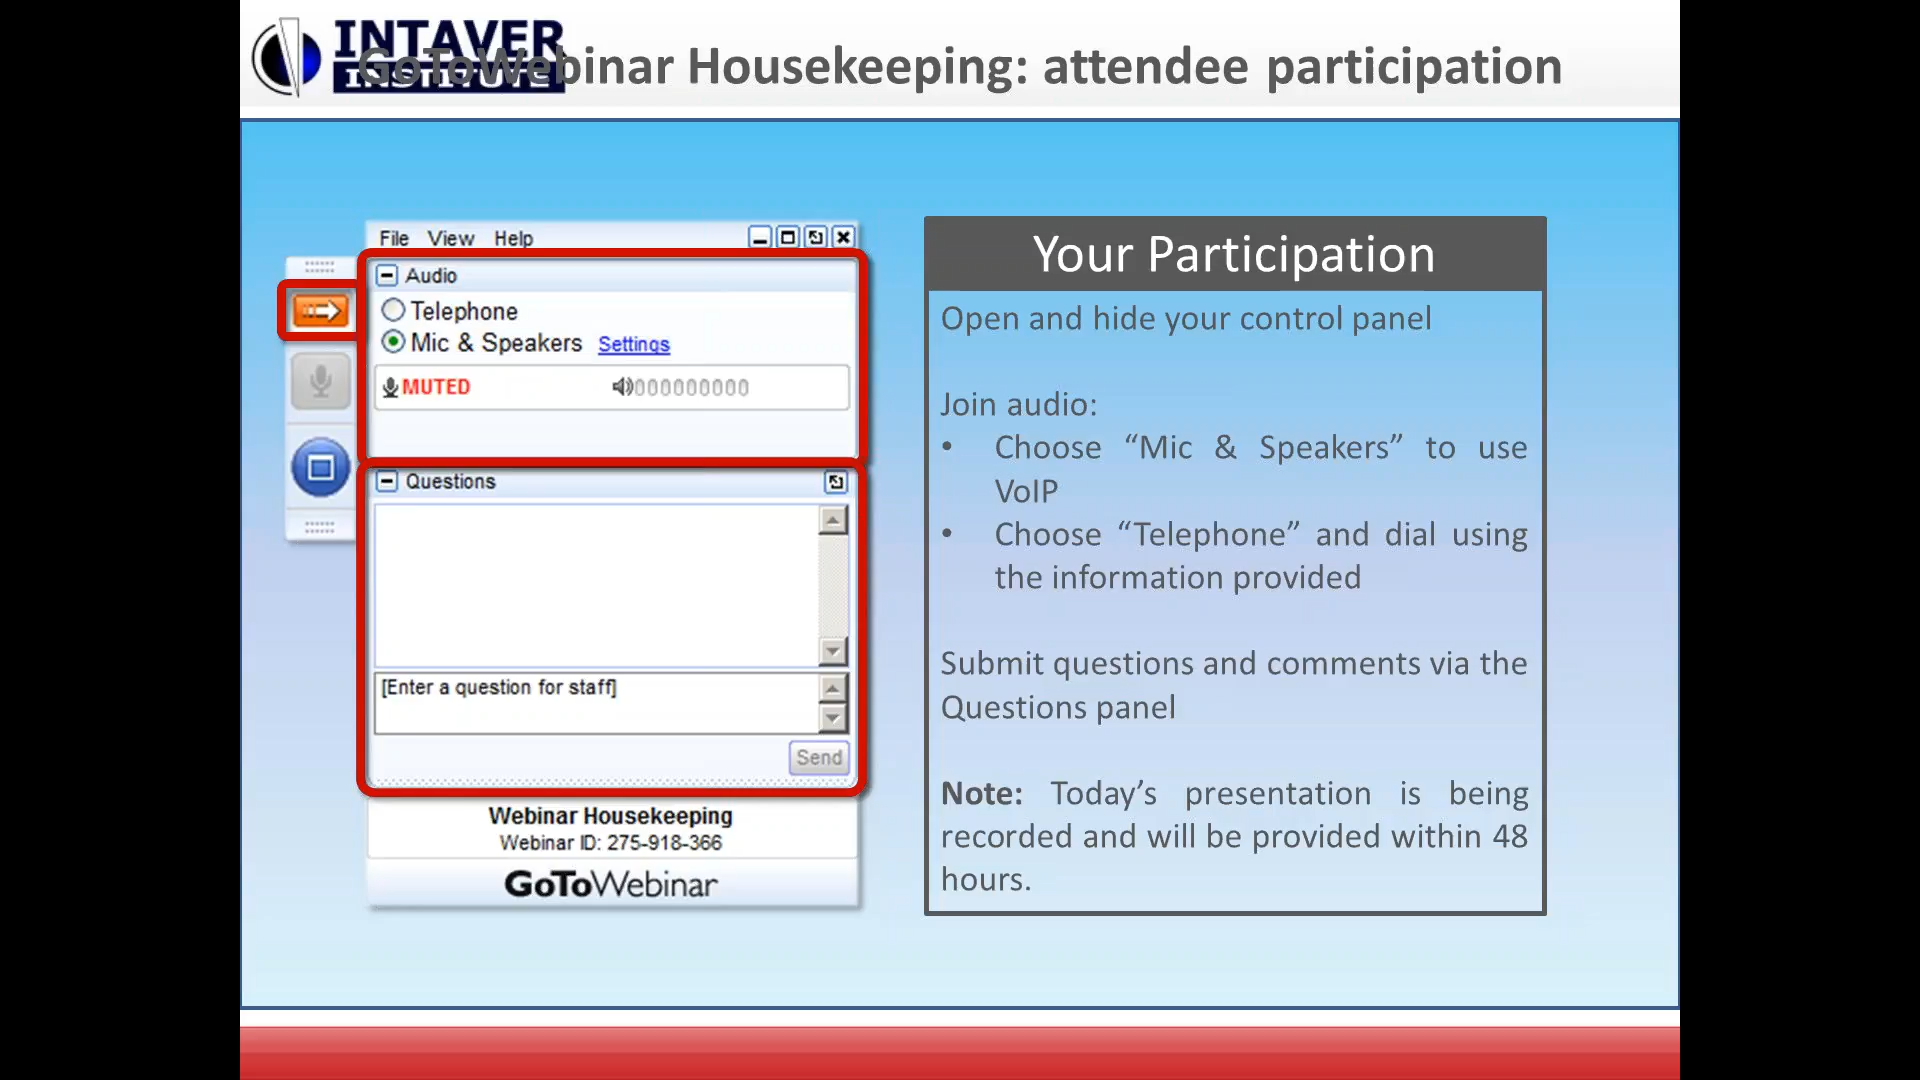 INTAVER
INSTITUTE
GoToWebinar Housekeeping: attendee participation
File View Help
Audio
Telephone
Mic & Speakers Settings
MUTED 000000000
Questions
[Enter a question for staff]
Send
Webinar Housekeeping
Webinar ID: 275-918-366
GoToWebinar
Your Participation
Open and hide your control panel
Join audio:
• Choose “Mic & Speakers” to use
VoIP
• Choose “Telephone” and dial using
the information provided
Submit questions and comments via the
Questions panel
Note: Today’s presentation is being
recorded and will be provided within 48
hours.